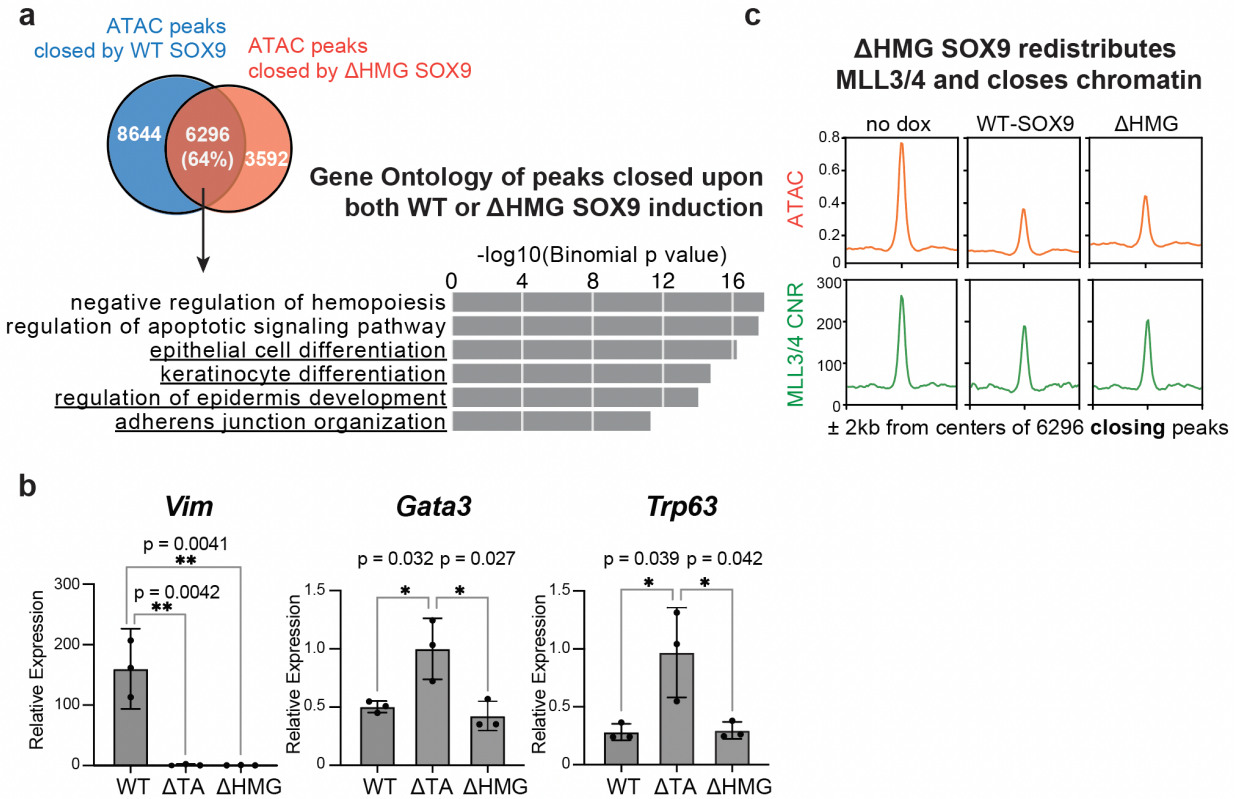 a
ATAC peaks
closed by WT SOX9
ATAC peaks
closed by ΔHMG SOX9
8644
6296
(64%)
3592
Gene Ontology of peaks closed upon
both WT or ΔHMG SOX9 induction
-log10(Binomial p value)
0 4 8 12 16
negative regulation of hemopoiesis
regulation of apoptotic signaling pathway
epithelial cell differentiation
keratinocyte differentiation
regulation of epidermis development
adherens junction organization
c
ΔHMG SOX9 redistributes
MLL3/4 and closes chromatin
no dox WT-SOX9 ΔHMG
ATAC
0.8
0.6
0.4
0.2
0
MLL3/4 CNR
300
200
100
0
± 2kb from centers of 6296 closing peaks
b
Vim
p = 0.0041
**
p = 0.0042
**
Relative Expression
300
200
100
0
WT ΔTA ΔHMG
Gata3
p = 0.032 p = 0.027
* *
Relative Expression
1.5
1.0
0.5
0
WT ΔTA ΔHMG
Trp63
p = 0.039 p = 0.042
* *
Relative Expression
1.5
1.0
0.5
0
WT ΔTA ΔHMG